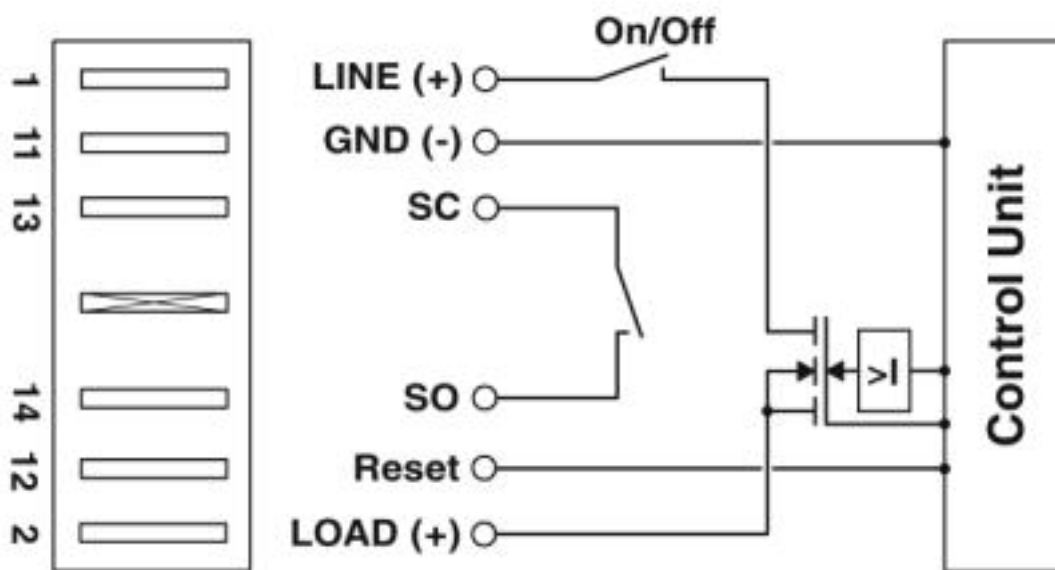 On/Off
1 LINE (+)
11 GND (-)
13 SC
14 SO
12 Reset
2 LOAD (+)
I>
Control Unit